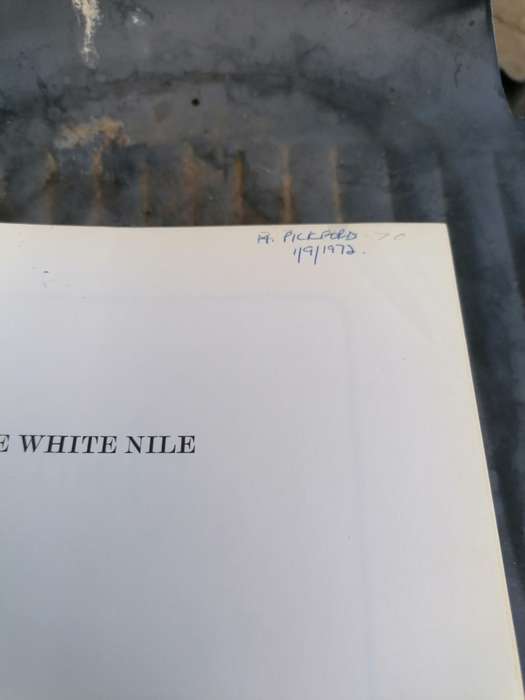 H. PICKFORD
1/9/1972.
E WHITE NILE